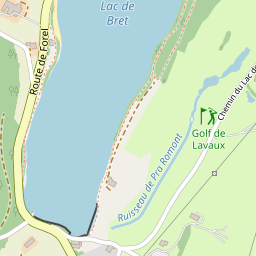 Lac de
Bret
Route de Forel
Chemin du Lac de
Golf de
Lavaux
Ruisseau de Pra Romont